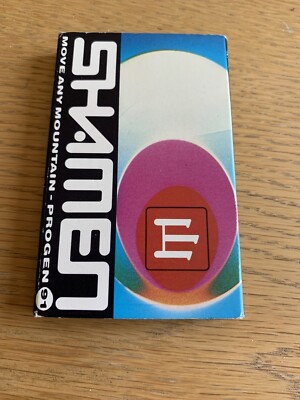 SHAMEN
MOVE ANY MOUNTAIN - PROGEN 91